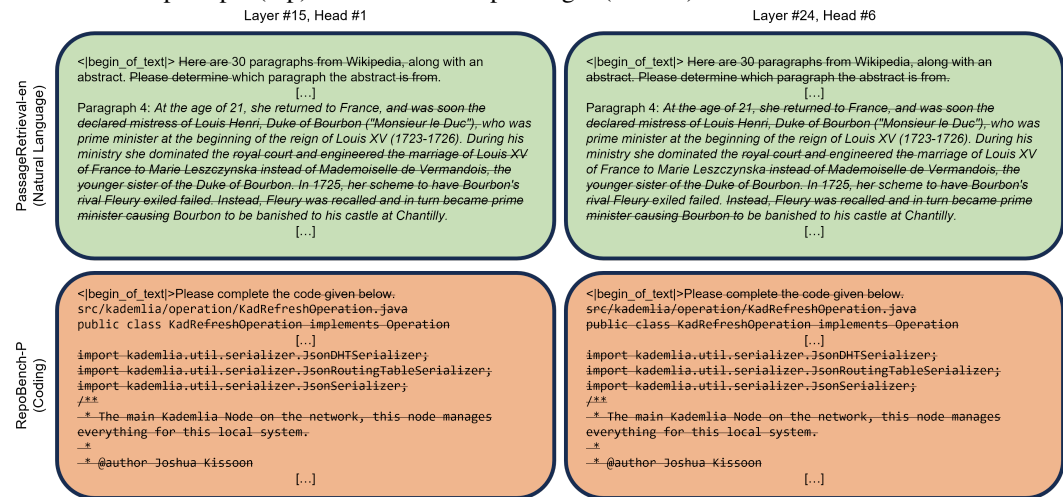 Layer #15, Head #1
Layer #24, Head #6
PassageRetrieval-en
(Natural Language)
<|begin_of_text|> Here are 30 paragraphs from Wikipedia, along with an
abstract. Please determine which paragraph the abstract is from.
[...]
Paragraph 4: At the age of 21, she returned to France, and was soon the
declared mistress of Louis Henri, Duke of Bourbon ("Monsieur le Duc"), who was
prime minister at the beginning of the reign of Louis XV (1723-1726). During his
ministry she dominated the royal court and engineered the marriage of Louis XV
of France to Marie Leszczynska instead of Mademoiselle de Vermandois, the
younger sister of the Duke of Bourbon. In 1725, her scheme to have Bourbon's
rival Fleury exiled failed. Instead, Fleury was recalled and in turn became prime
minister causing Bourbon to be banished to his castle at Chantilly.
[...]
<|begin_of_text|> Here are 30 paragraphs from Wikipedia, along with an
abstract. Please determine which paragraph the abstract is from.
[...]
Paragraph 4: At the age of 21, she returned to France, and was soon the
declared mistress of Louis Henri, Duke of Bourbon ("Monsieur le Duc"), who was
prime minister at the beginning of the reign of Louis XV (1723-1726). During his
ministry she dominated the royal court and engineered the marriage of Louis XV
of France to Marie Leszczynska instead of Mademoiselle de Vermandois, the
younger sister of the Duke of Bourbon. In 1725, her scheme to have Bourbon's
rival Fleury exiled failed. Instead, Fleury was recalled and in turn became prime
minister causing Bourbon to be banished to his castle at Chantilly.
[...]
RepoBench-P
(Coding)
<|begin_of_text|>Please complete the code given below.
src/kademlia/operation/KadRefreshOperation.java
public class KadRefreshOperation implements Operation
[...]
import kademlia.util.serializer.JsonDHTSerializer;
import kademlia.util.serializer.JsonRoutingTableSerializer;
import kademlia.util.serializer.JsonSerializer;
/**
* The main Kademlia Node on the network, this node manages
everything for this local system.
*
* @author Joshua Kissoon
[...]
<|begin_of_text|>Please complete the code given below.
src/kademlia/operation/KadRefreshOperation.java
public class KadRefreshOperation implements Operation
[...]
import kademlia.util.serializer.JsonDHTSerializer;
import kademlia.util.serializer.JsonRoutingTableSerializer;
import kademlia.util.serializer.JsonSerializer;
/**
* The main Kademlia Node on the network, this node manages
everything for this local system.
*
* @author Joshua Kissoon
[...]